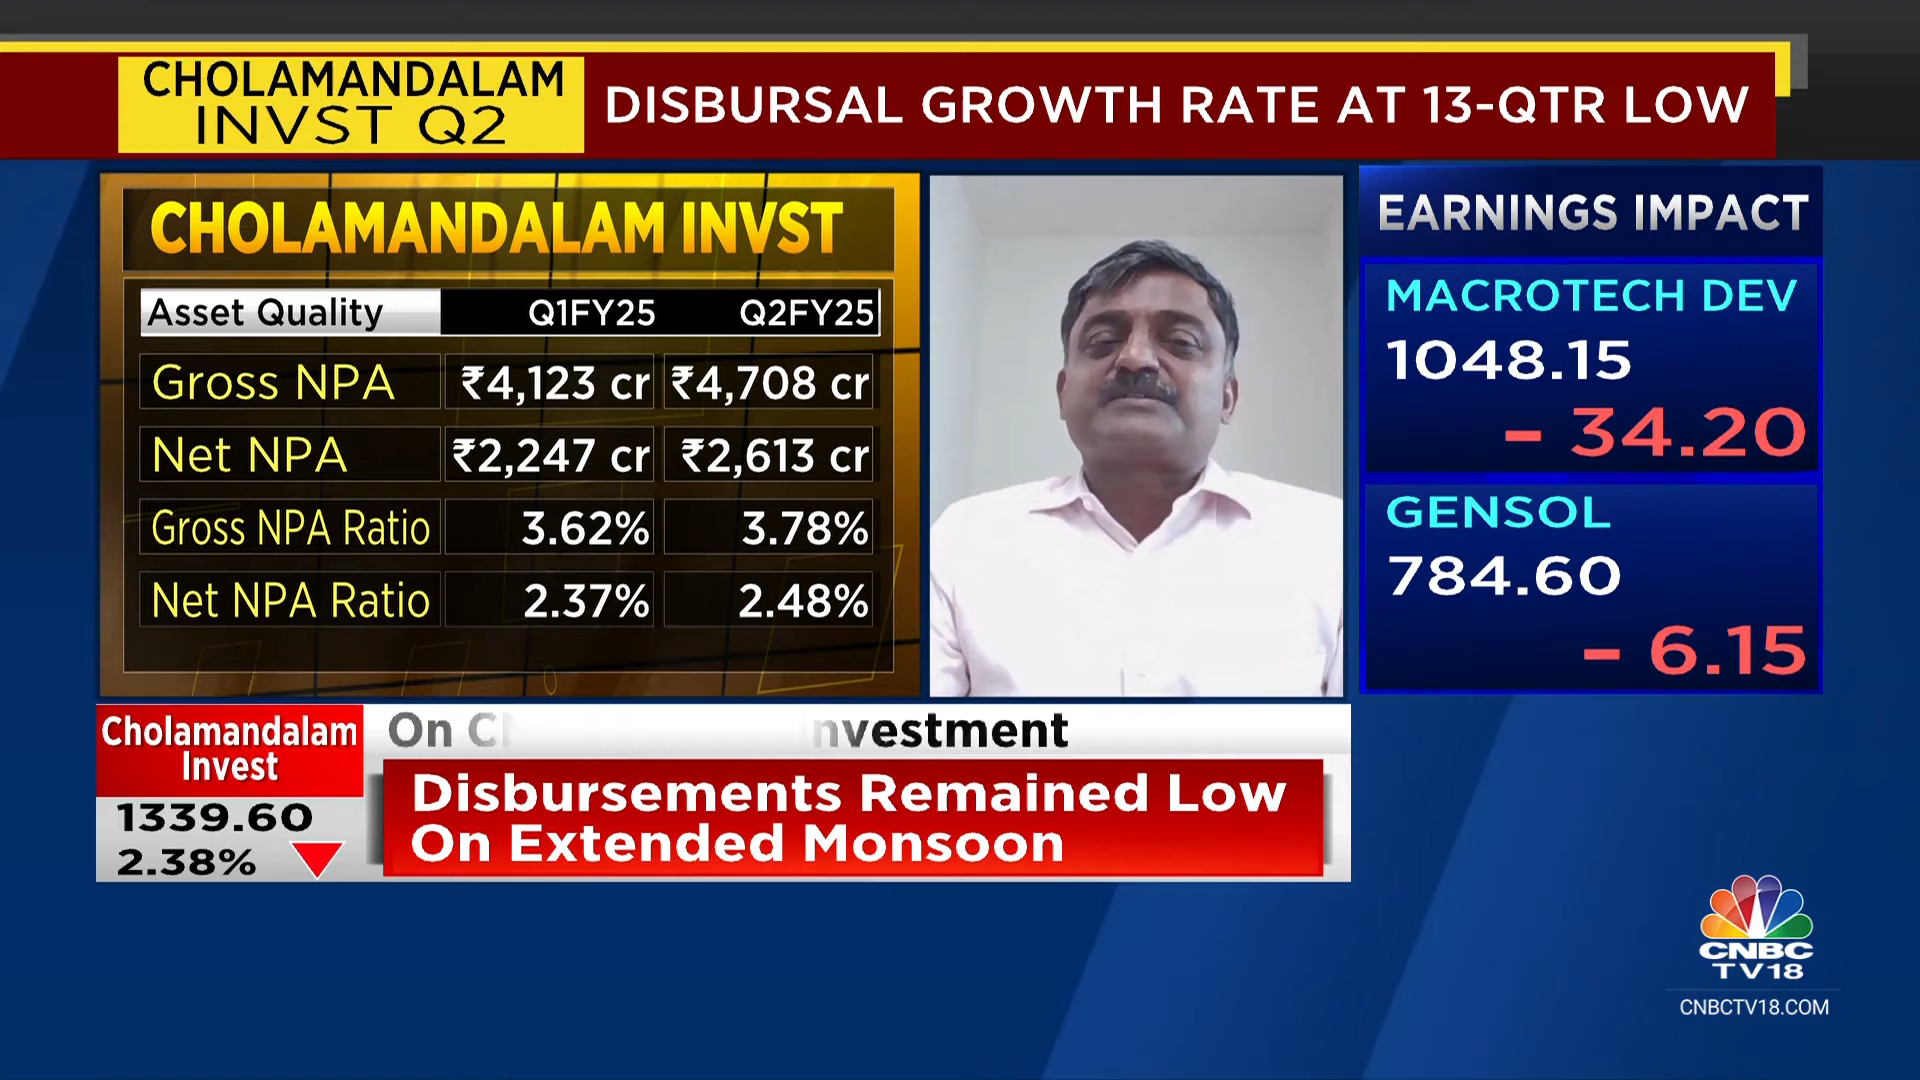 CHOLAMANDALAM
INVST Q2
DISBURSAL GROWTH RATE AT 13-QTR LOW
CHOLAMANDALAM INVST
Asset Quality Q1FY25 Q2FY25
Gross NPA ₹4,123 cr ₹4,708 cr
Net NPA ₹2,247 cr ₹2,613 cr
Gross NPA Ratio 3.62% 3.78%
Net NPA Ratio 2.37% 2.48%
EARNINGS IMPACT
MACROTECH DEV
1048.15
- 34.20
GENSOL
784.60
- 6.15
Cholamandalam
Invest
1339.60
2.38%
On
Disbursements Remained Low
On Extended Monsoon
CNBC
TV18
CNBCTV18.COM